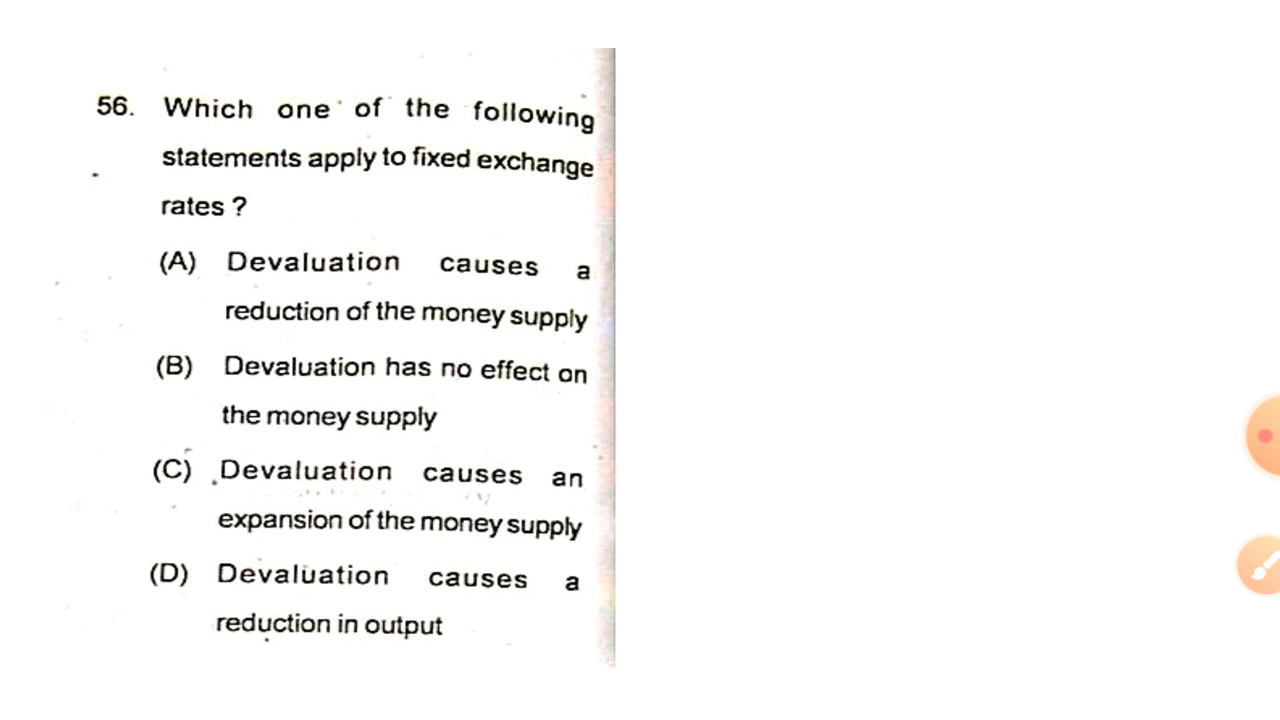 56. Which one of the following
statements apply to fixed exchange
rates ?
(A) Devaluation causes a
reduction of the money supply
(B) Devaluation has no effect on
the money supply
(C) Devaluation causes an
expansion of the money supply
(D) Devaluation causes a
reduction in output